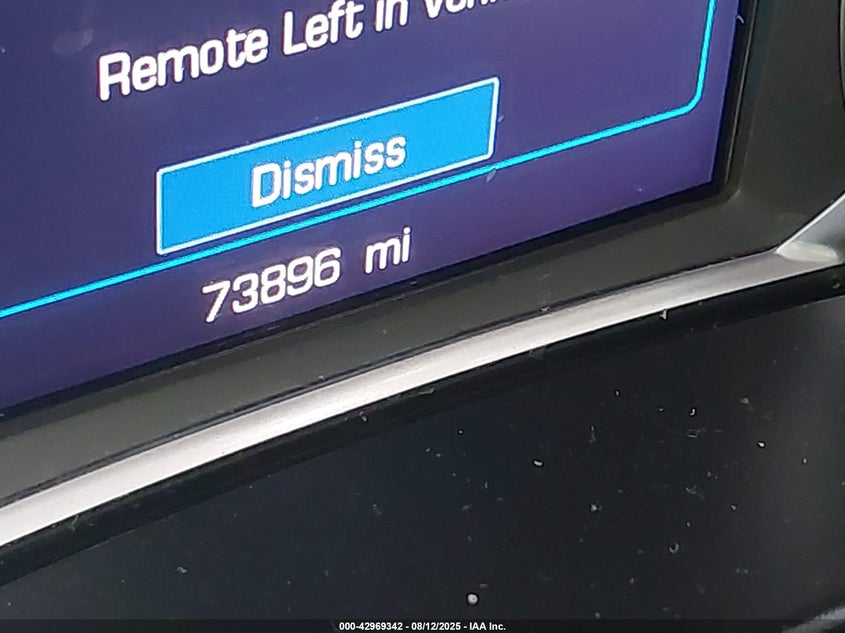 Remote Left in
Dismiss
73896 mi
000-42969342 - 08/12/2025 - IAA Inc.